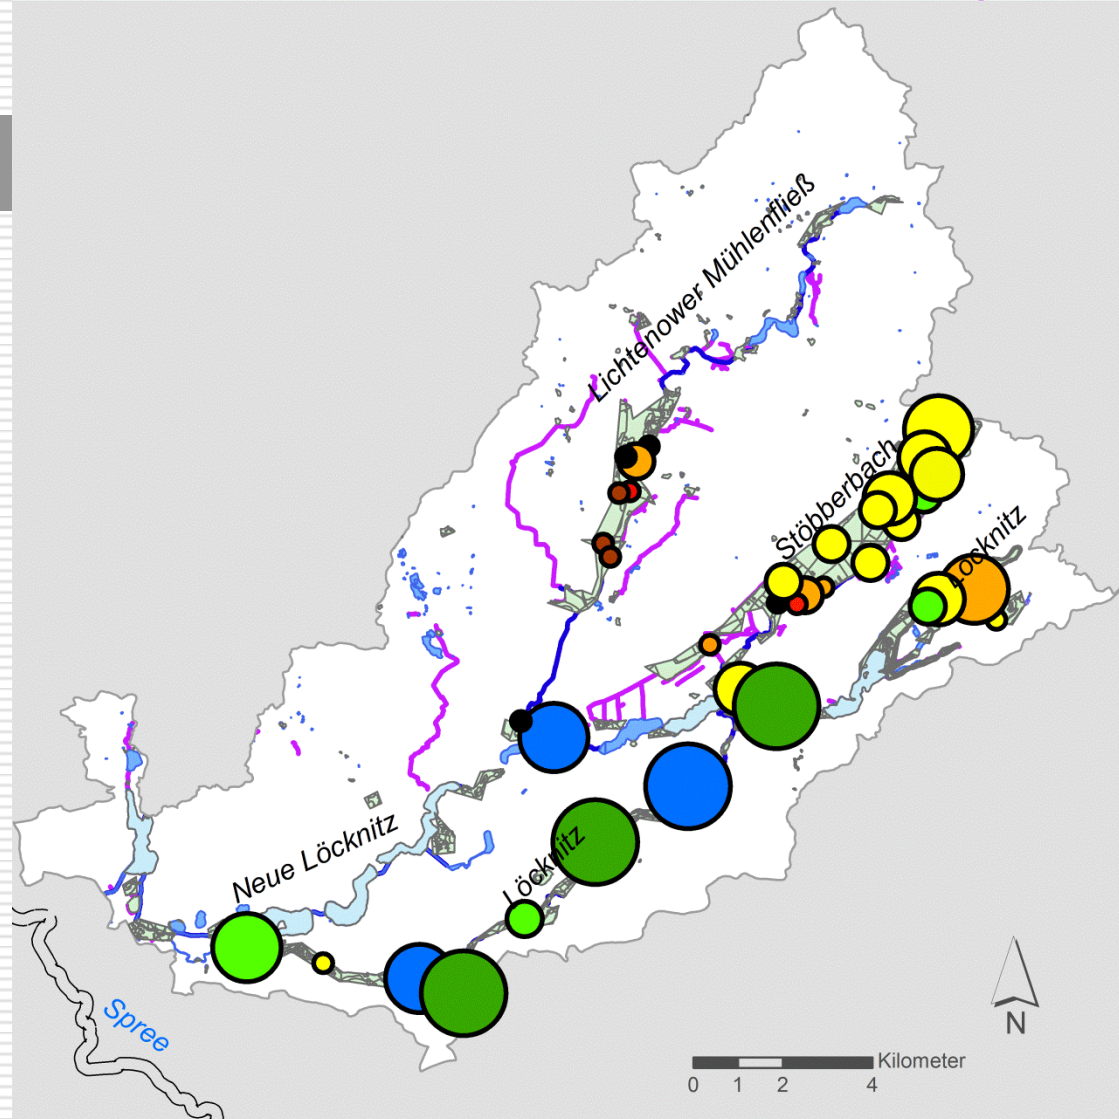 Lichtenower Mühlenfließ
Stöbberbach
Löcknitz
Neue Löcknitz
Löcknitz
Spree
N
Kilometer
0 1 2 4